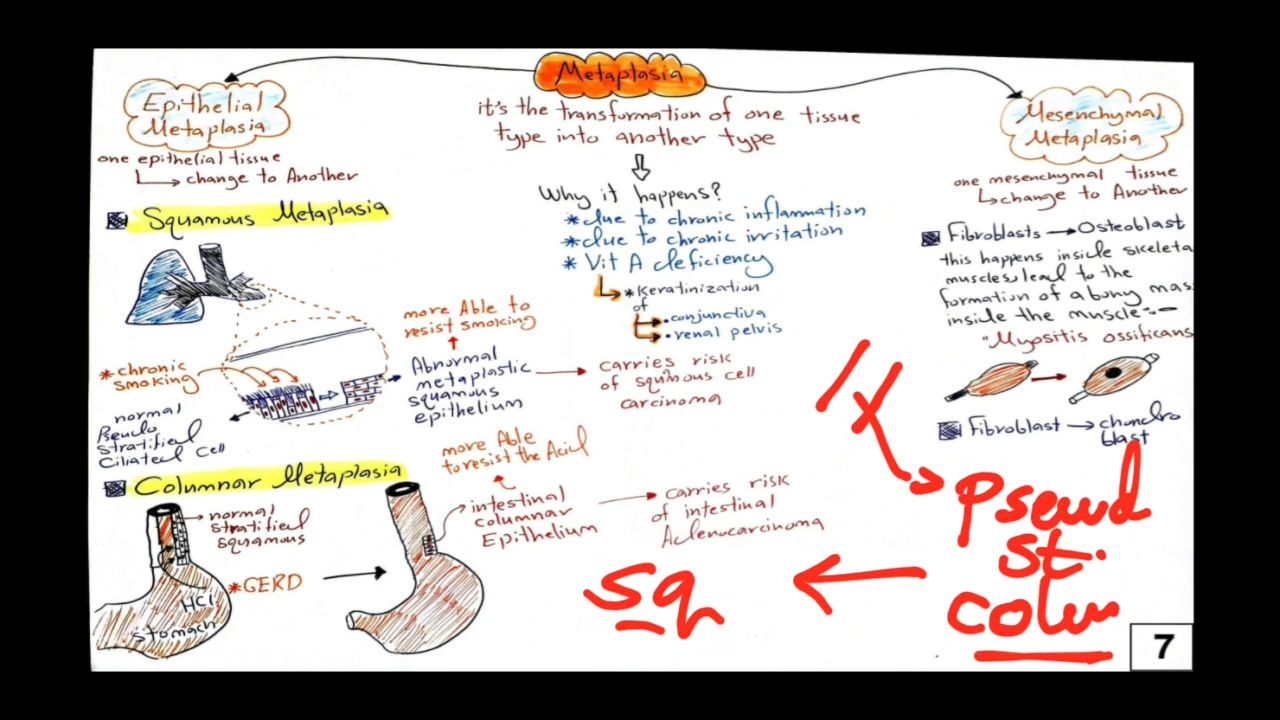 Metaplasia
it's the transformation of one tissue
type into another type
Why it happens?
*due to chronic inflammation
*due to chronic irritation
* Vit A deficiency
*Keratinization
of
• conjunctiva
• renal pelvis
Epithelial
Metaplasia
one epithelial tissue
change to Another
Squamous Metaplasia
*chronic
smoking
normal
Pseudo
stratified
Ciliated Cell
more Able to
resist smoking
Abnormal
metaplastic
squamous
epithelium
carries risk
of squmous cell
carcinoma
Columnar Metaplasia
normal
stratified
squamous
*GERD
HCl
stomach
more Able
to resist the Acid
intestinal
columnar
Epithelium
carries risk
of intestinal
Adenocarcinoma
Mesenchymal
Metaplasia
one mesenchymal tissue
change to Another
Fibroblasts → Osteoblast
this happens inside skeleta
muscles, lead to the
formation of a bony mas
inside the muscle
"Myositis ossificans
Fibroblast → chondro
blast
pseud
st.
colum
sq
7